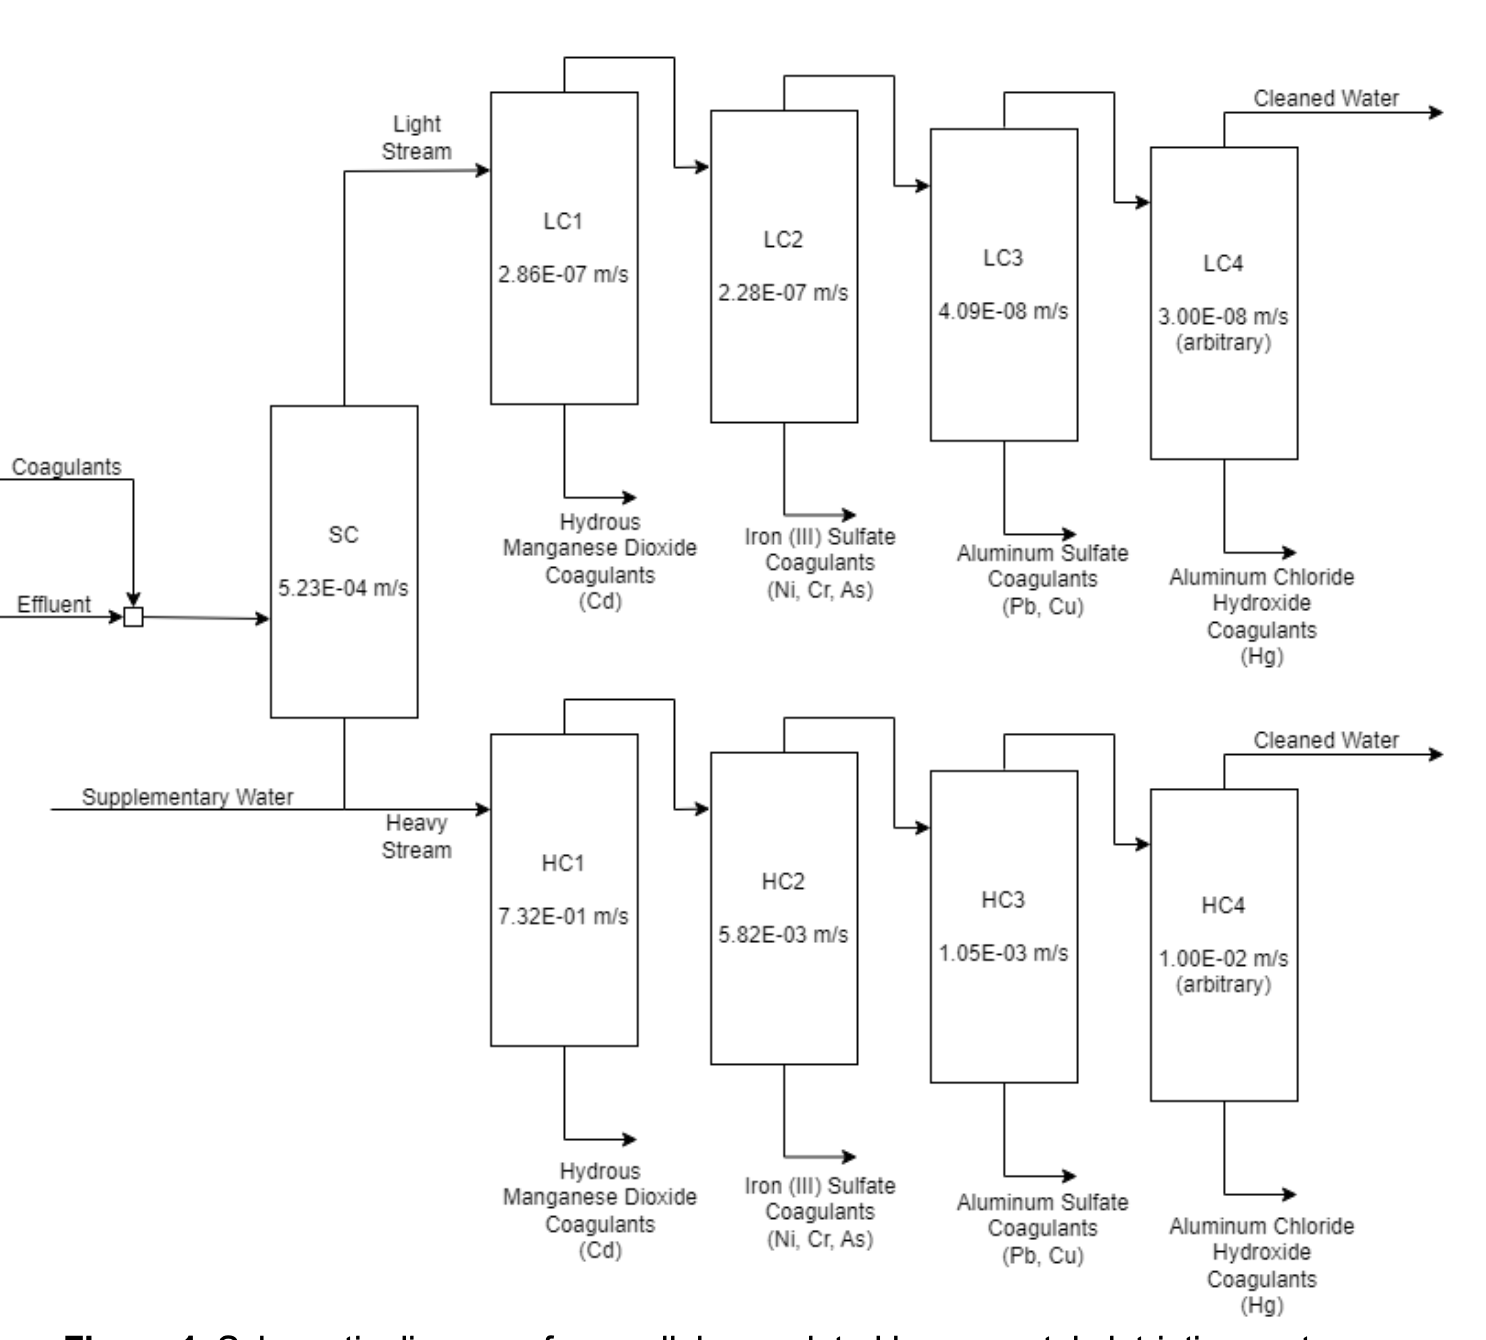 Light
Stream
LC1
2.86E-07 m/s
LC2
2.28E-07 m/s
LC3
4.09E-08 m/s
LC4
3.00E-08 m/s
(arbitrary)
Cleaned Water
Hydrous
Manganese Dioxide
Coagulants
(Cd)
Iron (III) Sulfate
Coagulants
(Ni, Cr, As)
Aluminum Sulfate
Coagulants
(Pb, Cu)
Aluminum Chloride
Hydroxide
Coagulants
(Hg)
Coagulants
Effluent
SC
5.23E-04 m/s
Supplementary Water
Heavy
Stream
HC1
7.32E-01 m/s
HC2
5.82E-03 m/s
HC3
1.05E-03 m/s
HC4
1.00E-02 m/s
(arbitrary)
Cleaned Water
Hydrous
Manganese Dioxide
Coagulants
(Cd)
Iron (III) Sulfate
Coagulants
(Ni, Cr, As)
Aluminum Sulfate
Coagulants
(Pb, Cu)
Aluminum Chloride
Hydroxide
Coagulants
(Hg)